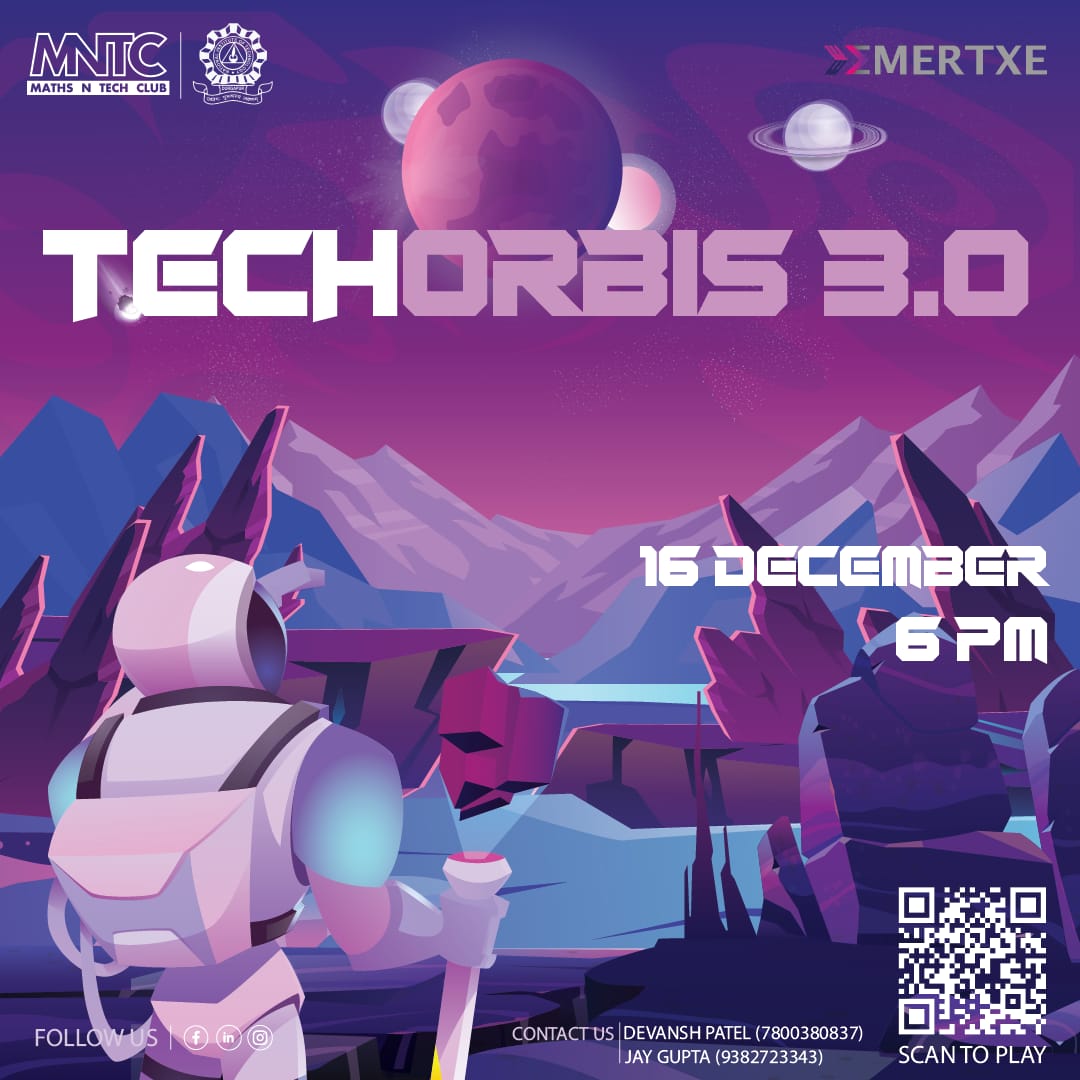 MNTC
MATHS N TECH CLUB
DURGAPUR
EMERTXE
TECHORBIS 3.0
16 DECEMBER
6 PM
FOLLOW US
CONTACT US
DEVANSH PATEL (7800380837)
JAY GUPTA (9382723343)
SCAN TO PLAY